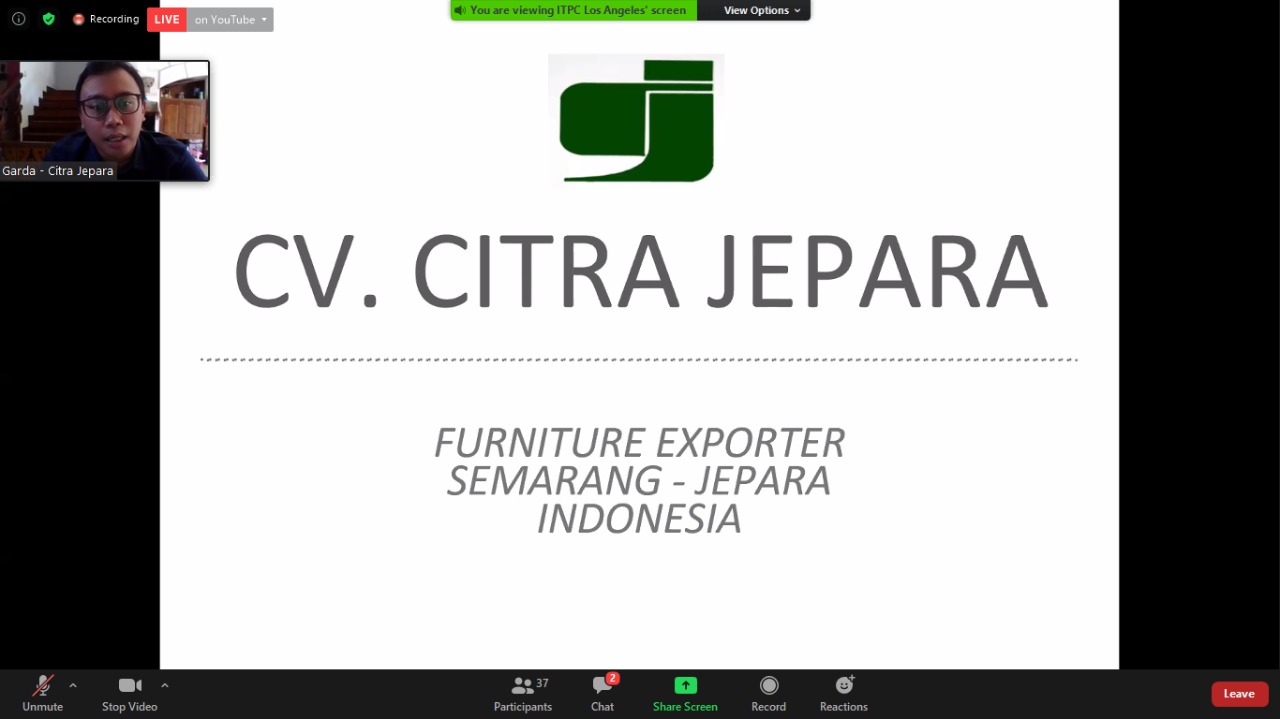 Recording
LIVE on YouTube
You are viewing ITPC Los Angeles' screen
View Options
Garda - Citra Jepara
CV. CITRA JEPARA
FURNITURE EXPORTER
SEMARANG - JEPARA
INDONESIA
Unmute
Stop Video
37
Participants
2
Chat
Share Screen
Record
Reactions
Leave